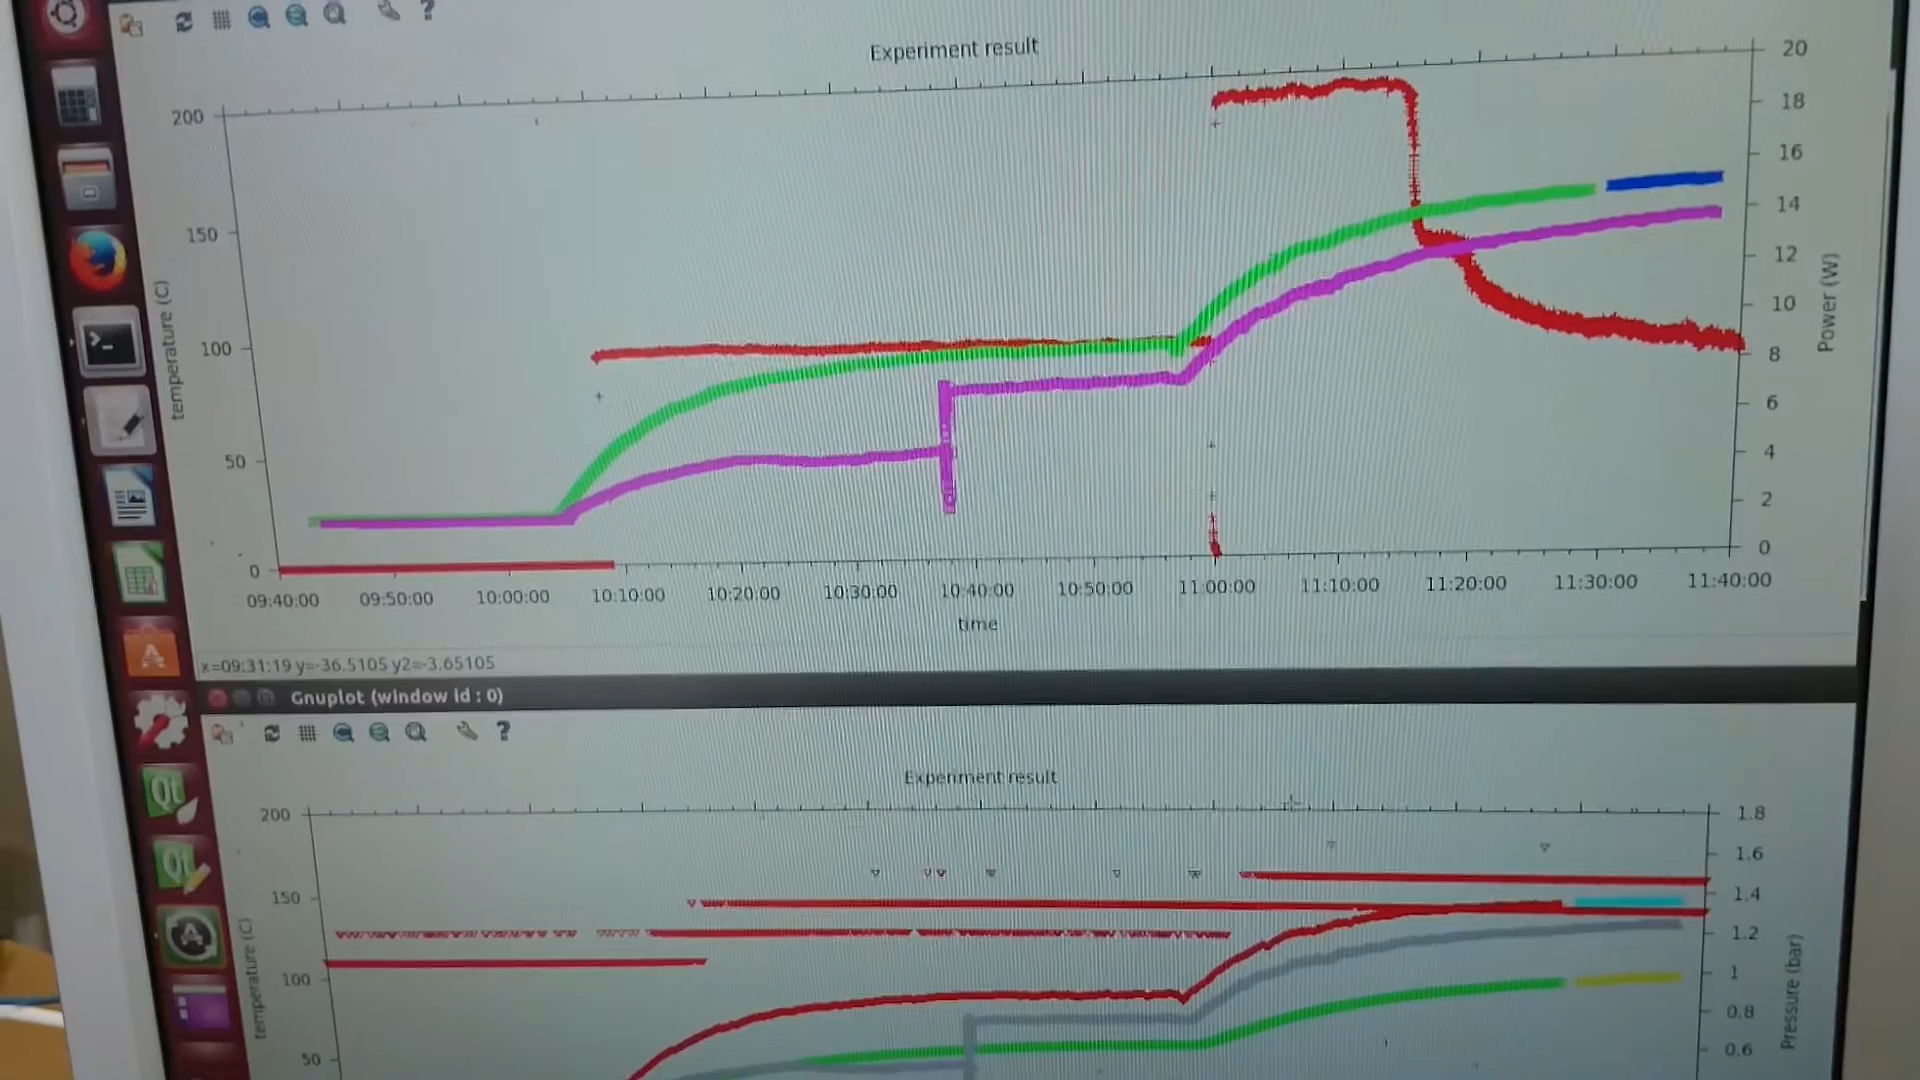 Experiment result
200
150
100
50
0
temperature (C)
20
18
16
14
12
10
8
6
4
2
0
Power (W)
09:40:00 09:50:00 10:00:00 10:10:00 10:20:00 10:30:00 10:40:00 10:50:00 11:00:00 11:10:00 11:20:00 11:30:00 11:40:00
time
x=09:31:19 y=-36.5105 y2=-3.65105
Gnuplot (window id : 0)
?
Experiment result
200
150
100
50
temperature (C)
1.8
1.6
1.4
1.2
1
0.8
0.6
Pressure (bar)
Qt
Qt